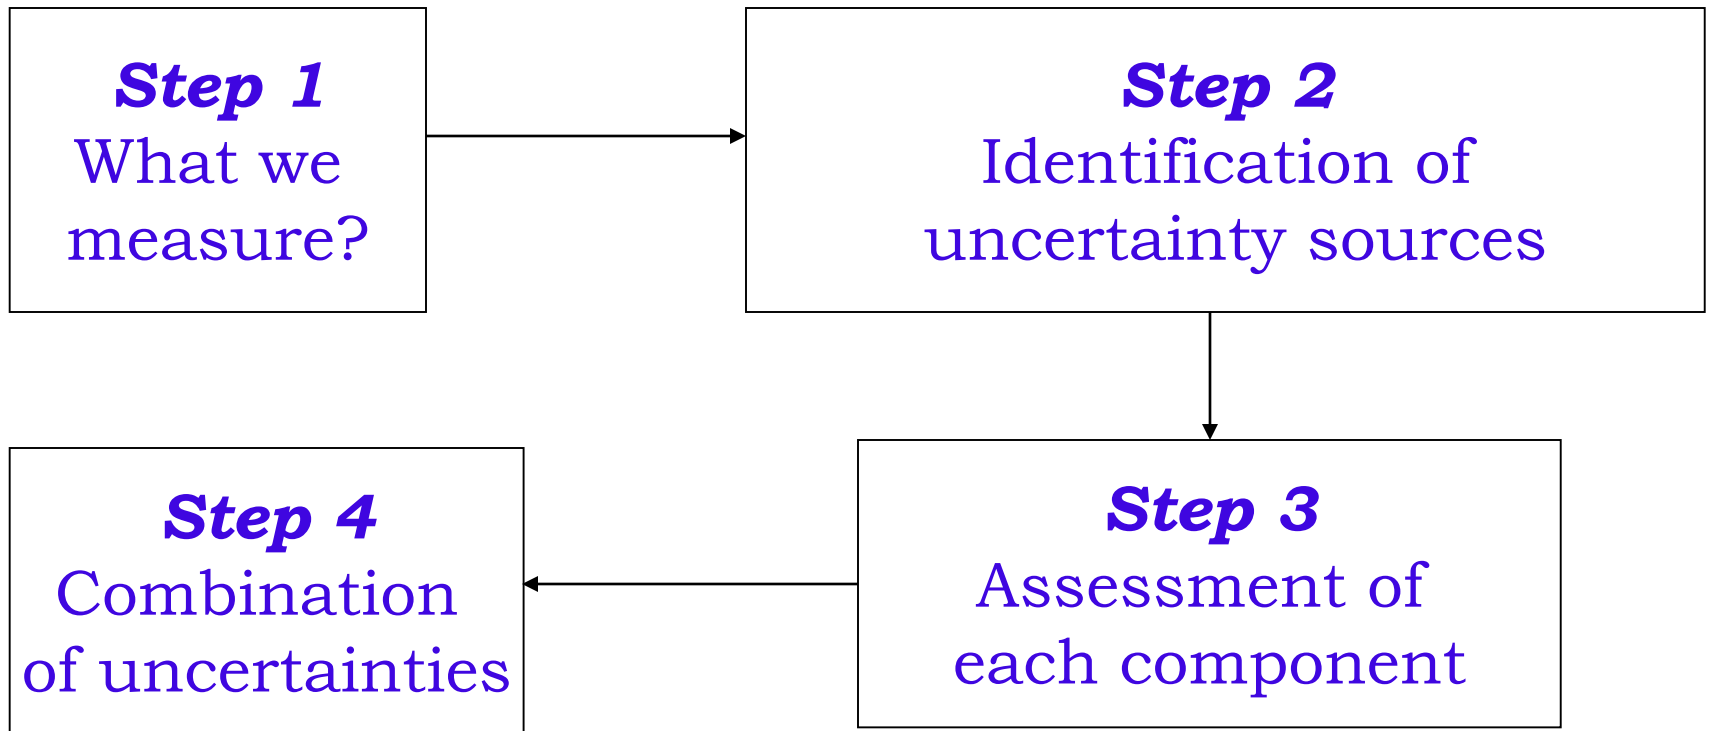 Step 1
What we
measure?
Step 2
Identification of
uncertainty sources
Step 3
Assessment of
each component
Step 4
Combination
of uncertainties